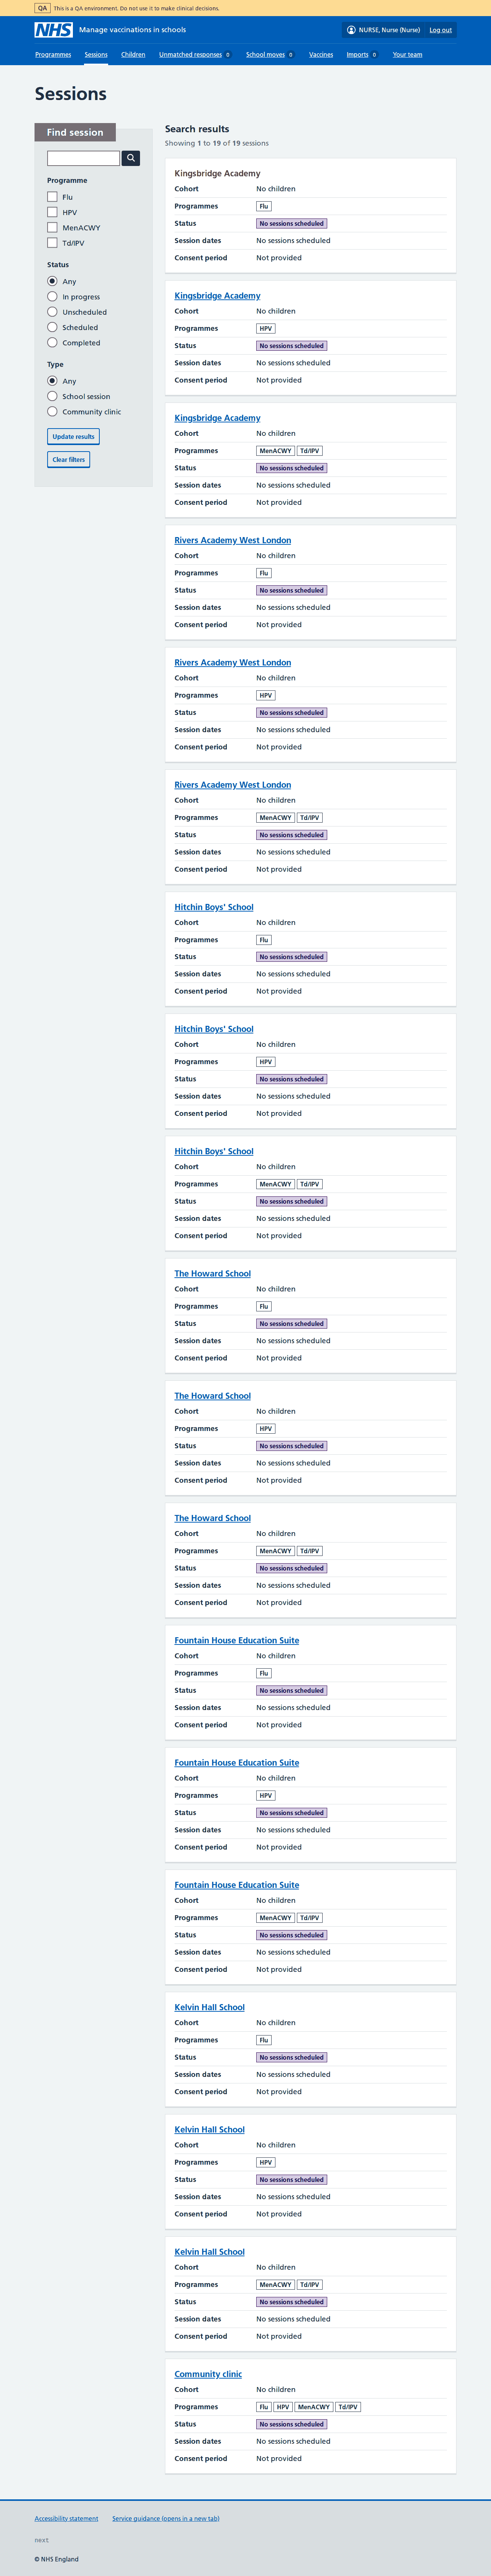 QA This is a QA environment. Do not use it to make clinical decisions.
NHS Manage vaccinations in schools NURSE, Nurse (Nurse) Log out
Programmes Sessions Children Unmatched responses 0 School moves 0 Vaccines Imports 0 Your team
Sessions
Find session
Programme
Flu
HPV
MenACWY
Td/IPV
Status
Any
In progress
Unscheduled
Scheduled
Completed
Type
Any
School session
Community clinic
Update results
Clear filters
Search results
Showing 1 to 19 of 19 sessions
Kingsbridge Academy
Cohort No children
Programmes Flu
Status No sessions scheduled
Session dates No sessions scheduled
Consent period Not provided
Kingsbridge Academy
Cohort No children
Programmes HPV
Status No sessions scheduled
Session dates No sessions scheduled
Consent period Not provided
Kingsbridge Academy
Cohort No children
Programmes MenACWY Td/IPV
Status No sessions scheduled
Session dates No sessions scheduled
Consent period Not provided
Rivers Academy West London
Cohort No children
Programmes Flu
Status No sessions scheduled
Session dates No sessions scheduled
Consent period Not provided
Rivers Academy West London
Cohort No children
Programmes HPV
Status No sessions scheduled
Session dates No sessions scheduled
Consent period Not provided
Rivers Academy West London
Cohort No children
Programmes MenACWY Td/IPV
Status No sessions scheduled
Session dates No sessions scheduled
Consent period Not provided
Hitchin Boys' School
Cohort No children
Programmes Flu
Status No sessions scheduled
Session dates No sessions scheduled
Consent period Not provided
Hitchin Boys' School
Cohort No children
Programmes HPV
Status No sessions scheduled
Session dates No sessions scheduled
Consent period Not provided
Hitchin Boys' School
Cohort No children
Programmes MenACWY Td/IPV
Status No sessions scheduled
Session dates No sessions scheduled
Consent period Not provided
The Howard School
Cohort No children
Programmes Flu
Status No sessions scheduled
Session dates No sessions scheduled
Consent period Not provided
The Howard School
Cohort No children
Programmes HPV
Status No sessions scheduled
Session dates No sessions scheduled
Consent period Not provided
The Howard School
Cohort No children
Programmes MenACWY Td/IPV
Status No sessions scheduled
Session dates No sessions scheduled
Consent period Not provided
Fountain House Education Suite
Cohort No children
Programmes Flu
Status No sessions scheduled
Session dates No sessions scheduled
Consent period Not provided
Fountain House Education Suite
Cohort No children
Programmes HPV
Status No sessions scheduled
Session dates No sessions scheduled
Consent period Not provided
Fountain House Education Suite
Cohort No children
Programmes MenACWY Td/IPV
Status No sessions scheduled
Session dates No sessions scheduled
Consent period Not provided
Kelvin Hall School
Cohort No children
Programmes Flu
Status No sessions scheduled
Session dates No sessions scheduled
Consent period Not provided
Kelvin Hall School
Cohort No children
Programmes HPV
Status No sessions scheduled
Session dates No sessions scheduled
Consent period Not provided
Kelvin Hall School
Cohort No children
Programmes MenACWY Td/IPV
Status No sessions scheduled
Session dates No sessions scheduled
Consent period Not provided
Community clinic
Cohort No children
Programmes Flu HPV MenACWY Td/IPV
Status No sessions scheduled
Session dates No sessions scheduled
Consent period Not provided
Accessibility statement Service guidance (opens in a new tab)
next
© NHS England